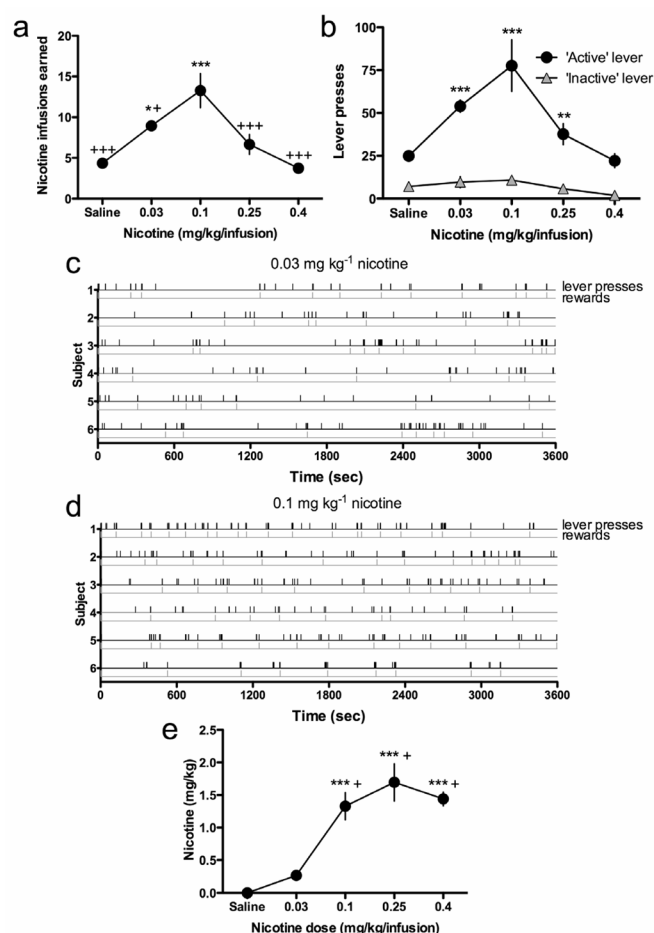 a
Nicotine infusions earned
20
15
10
5
0
+++
*+
***
+++
+++
Saline 0.03 0.1 0.25 0.4
Nicotine (mg/kg/infusion)
b
Lever presses
100
75
50
25
0
***
***
**
'Active' lever
'Inactive' lever
Saline 0.03 0.1 0.25 0.4
Nicotine (mg/kg/infusion)
c
0.03 mg kg⁻¹ nicotine
Subject
1
2
3
4
5
6
lever presses
rewards
0 600 1200 1800 2400 3000 3600
Time (sec)
d
0.1 mg kg⁻¹ nicotine
Subject
1
2
3
4
5
6
lever presses
rewards
0 600 1200 1800 2400 3000 3600
Time (sec)
e
Nicotine (mg/kg)
2.5
2.0
1.5
1.0
0.5
0.0
*** +
*** +
*** +
Saline 0.03 0.1 0.25 0.4
Nicotine dose (mg/kg/infusion)